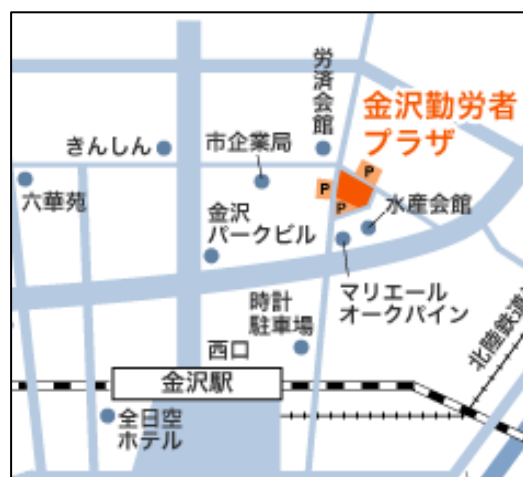 労済会館
金沢勤労者
プラザ
きんしん
市企業局
P
P
P
六華苑
水産会館
金沢
パークビル
マリエール
オークパイン
時計
駐車場
西口
北陸鉄道
金沢駅
全日空
ホテル